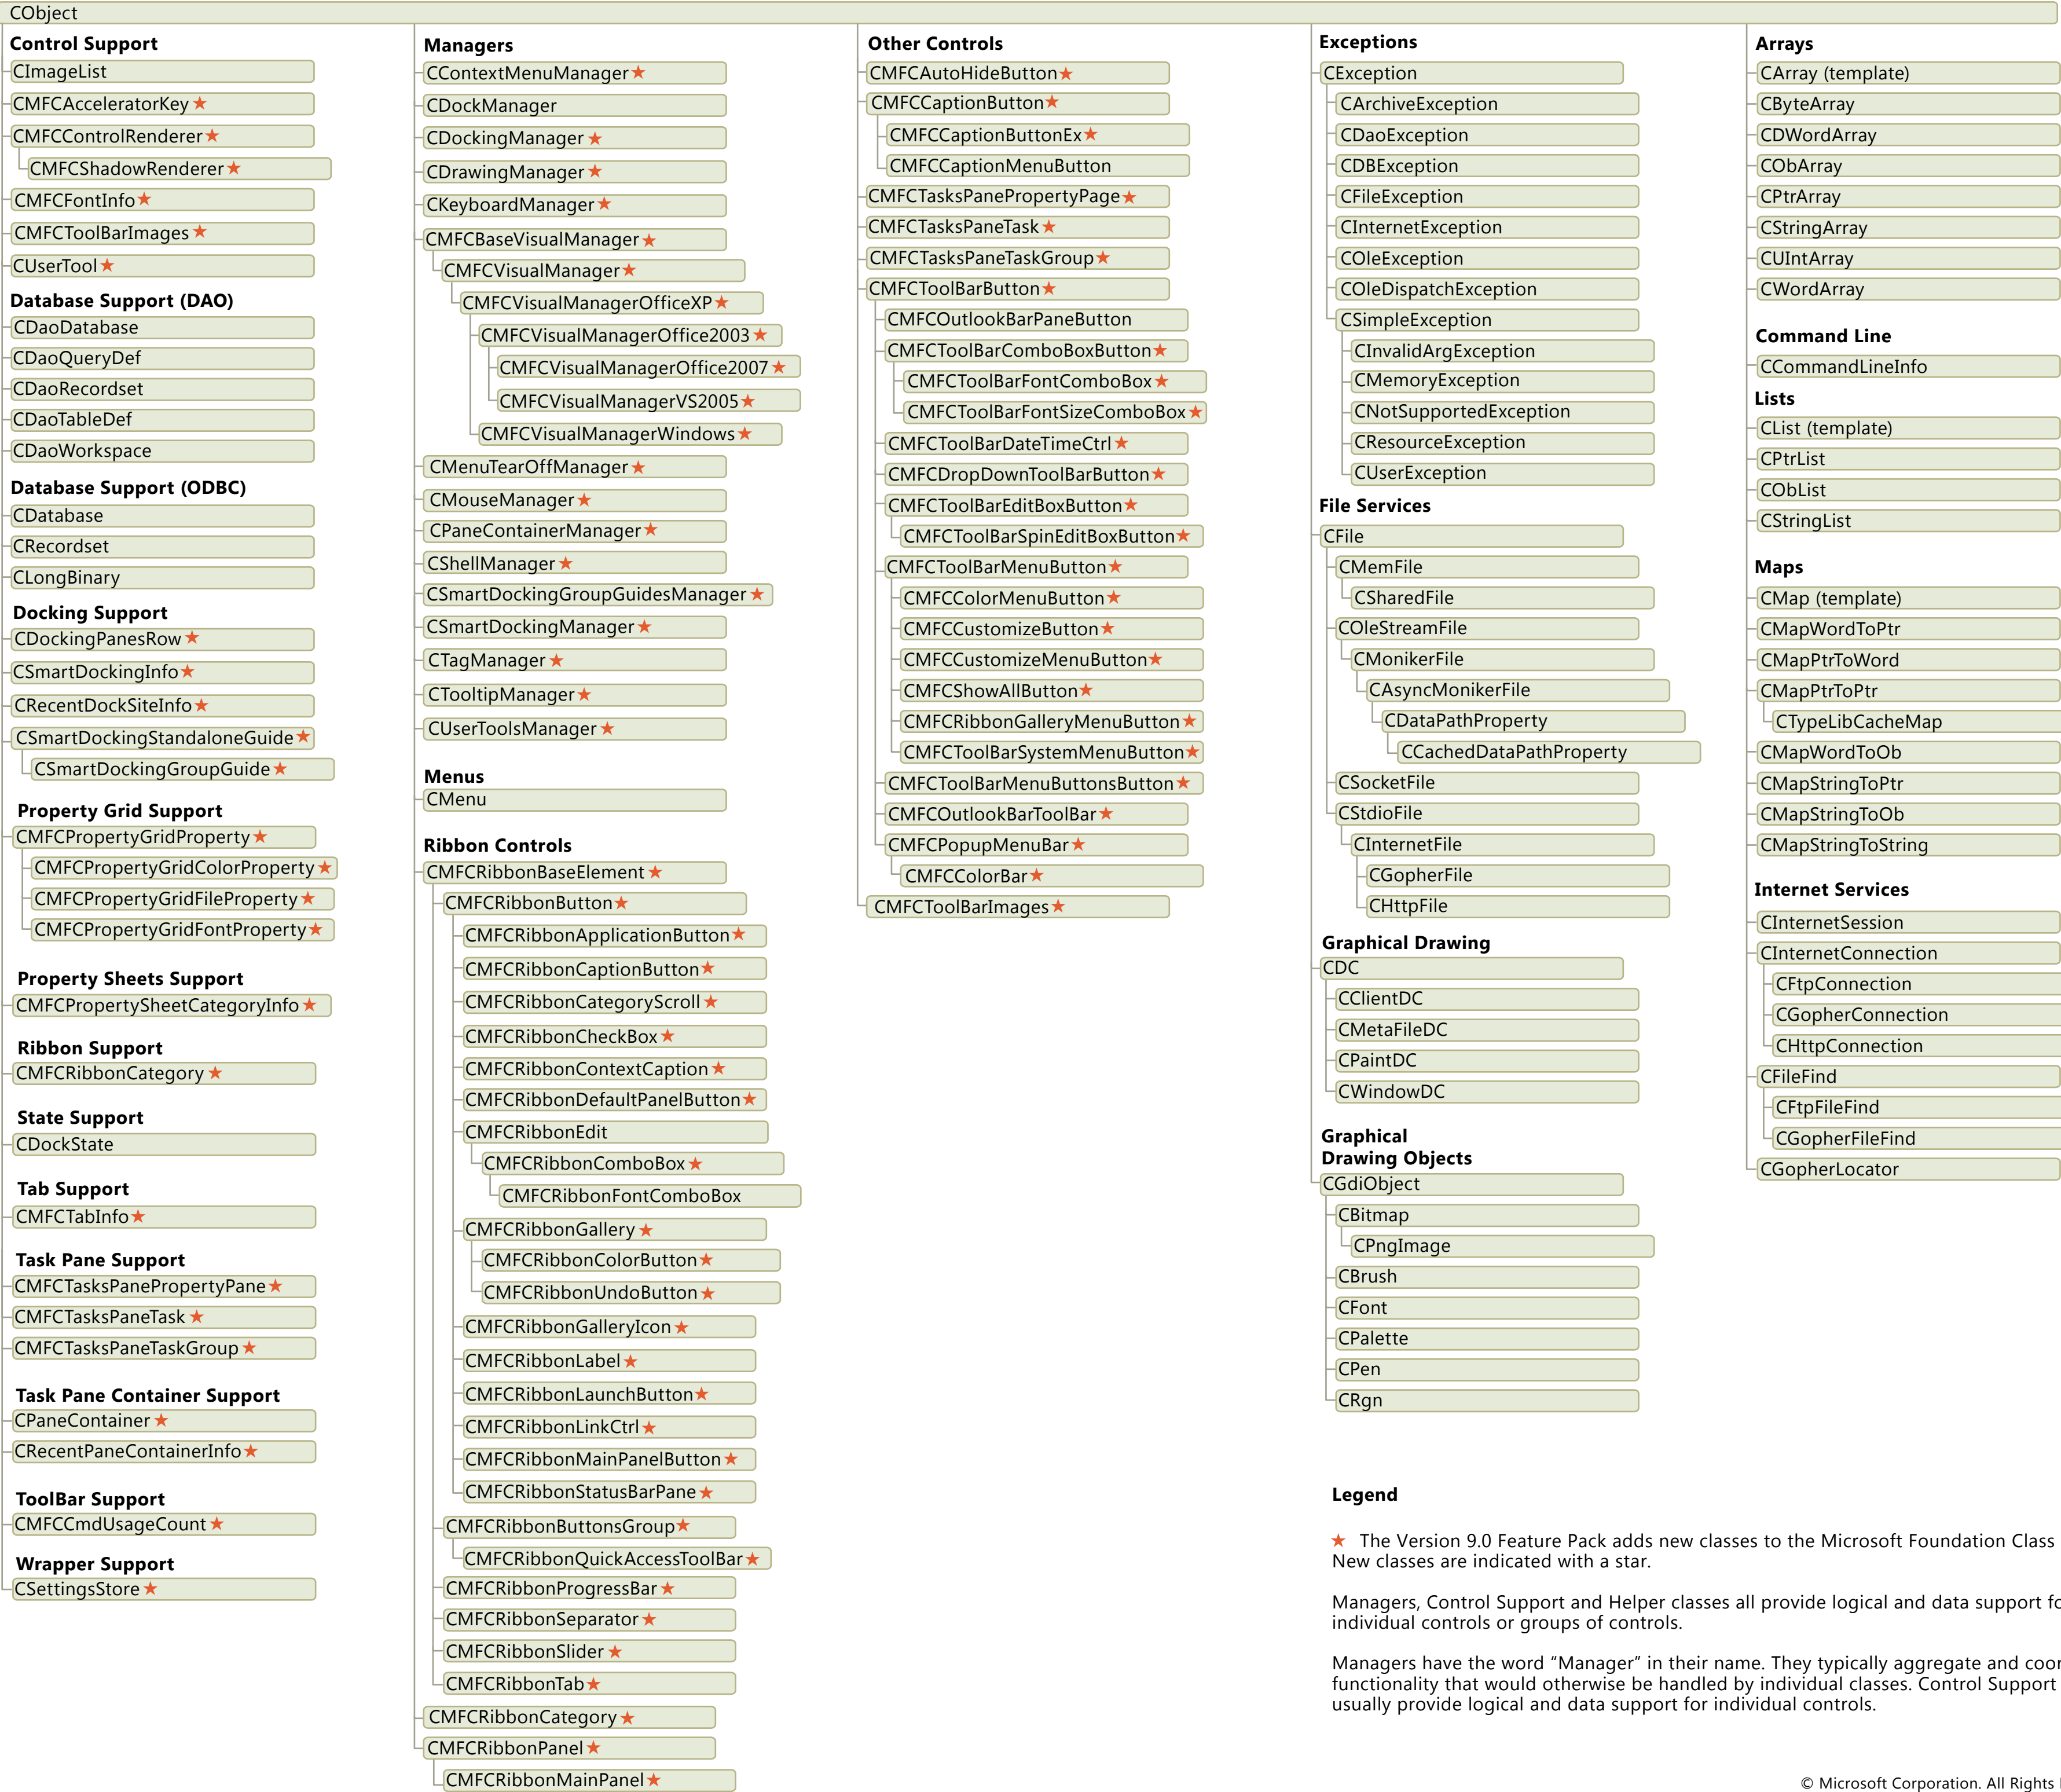 CObject
Control Support
CImageList
CMFCAcceleratorKey ★
CMFCControlRenderer ★
CMFCShadowRenderer ★
CMFCFontInfo ★
CMFCToolBarImages ★
CUserTool ★
Database Support (DAO)
CDaoDatabase
CDaoQueryDef
CDaoRecordset
CDaoTableDef
CDaoWorkspace
Database Support (ODBC)
CDatabase
CRecordset
CLongBinary
Docking Support
CDockingPanesRow ★
CSmartDockingInfo ★
CRecentDockSiteInfo ★
CSmartDockingStandaloneGuide ★
CSmartDockingGroupGuide ★
Property Grid Support
CMFCPropertyGridProperty ★
CMFCPropertyGridColorProperty ★
CMFCPropertyGridFileProperty ★
CMFCPropertyGridFontProperty ★
Property Sheets Support
CMFCPropertySheetCategoryInfo ★
Ribbon Support
CMFCRibbonCategory ★
State Support
CDockState
Tab Support
CMFCTabInfo ★
Task Pane Support
CMFCTasksPanePropertyPane ★
CMFCTasksPaneTask ★
CMFCTasksPaneTaskGroup ★
Task Pane Container Support
CPaneContainer ★
CRecentPaneContainerInfo ★
ToolBar Support
CMFCCmdUsageCount ★
Wrapper Support
CSettingsStore ★
Managers
CContextMenuManager ★
CDockManager
CDockingManager ★
CDrawingManager ★
CKeyboardManager ★
CMFCBaseVisualManager ★
CMFCVisualManager ★
CMFCVisualManagerOfficeXP ★
CMFCVisualManagerOffice2003 ★
CMFCVisualManagerOffice2007 ★
CMFCVisualManagerVS2005 ★
CMFCVisualManagerWindows ★
CMenuTearOffManager ★
CMouseManager ★
CPaneContainerManager ★
CShellManager ★
CSmartDockingGroupGuidesManager ★
CSmartDockingManager ★
CTagManager ★
CTooltipManager ★
CUserToolsManager ★
Menus
CMenu
Ribbon Controls
CMFCRibbonBaseElement ★
CMFCRibbonButton ★
CMFCRibbonApplicationButton ★
CMFCRibbonCaptionButton ★
CMFCRibbonCategoryScroll ★
CMFCRibbonCheckBox ★
CMFCRibbonContextCaption ★
CMFCRibbonDefaultPanelButton ★
CMFCRibbonEdit
CMFCRibbonComboBox ★
CMFCRibbonFontComboBox
CMFCRibbonGallery ★
CMFCRibbonColorButton ★
CMFCRibbonUndoButton ★
CMFCRibbonGalleryIcon ★
CMFCRibbonLabel ★
CMFCRibbonLaunchButton ★
CMFCRibbonLinkCtrl ★
CMFCRibbonMainPanelButton ★
CMFCRibbonStatusBarPane ★
CMFCRibbonButtonsGroup ★
CMFCRibbonQuickAccessToolBar ★
CMFCRibbonProgressBar ★
CMFCRibbonSeparator ★
CMFCRibbonSlider ★
CMFCRibbonTab ★
CMFCRibbonCategory ★
CMFCRibbonPanel ★
CMFCRibbonMainPanel ★
Other Controls
CMFCAutoHideButton ★
CMFCCaptionButton ★
CMFCCaptionButtonEx ★
CMFCCaptionMenuButton
CMFCTasksPanePropertyPage ★
CMFCTasksPaneTask ★
CMFCTasksPaneTaskGroup ★
CMFCToolBarButton ★
CMFCOutlookBarPaneButton
CMFCToolBarComboBoxButton ★
CMFCToolBarFontComboBox ★
CMFCToolBarFontSizeComboBox ★
CMFCToolBarDateTimeCtrl ★
CMFCDropDownToolBarButton ★
CMFCToolBarEditBoxButton ★
CMFCToolBarSpinEditBoxButton ★
CMFCToolBarMenuButton ★
CMFCColorMenuButton ★
CMFCCustomizeButton ★
CMFCCustomizeMenuButton ★
CMFCShowAllButton ★
CMFCRibbonGalleryMenuButton ★
CMFCToolBarSystemMenuButton ★
CMFCToolBarMenuButtonsButton ★
CMFCOutlookBarToolBar ★
CMFCPopupMenuBar ★
CMFCColorBar ★
CMFCToolBarImages ★
Exceptions
CException
CArchiveException
CDaoException
CDBException
CFileException
CInternetException
COleException
COleDispatchException
CSimpleException
CInvalidArgException
CMemoryException
CNotSupportedException
CResourceException
CUserException
File Services
CFile
CMemFile
CSharedFile
COleStreamFile
CMonikerFile
CAsyncMonikerFile
CDataPathProperty
CCachedDataPathProperty
CSocketFile
CStdioFile
CInternetFile
CGopherFile
CHttpFile
Graphical Drawing
CDC
CClientDC
CMetaFileDC
CPaintDC
CWindowDC
Graphical
Drawing Objects
CGdiObject
CBitmap
CPngImage
CBrush
CFont
CPalette
CPen
CRgn
Arrays
CArray (template)
CByteArray
CDWordArray
CObArray
CPtrArray
CStringArray
CUIntArray
CWordArray
Command Line
CCommandLineInfo
Lists
CList (template)
CPtrList
CObList
CStringList
Maps
CMap (template)
CMapWordToPtr
CMapPtrToWord
CMapPtrToPtr
CTypeLibCacheMap
CMapWordToOb
CMapStringToPtr
CMapStringToOb
CMapStringToString
Internet Services
CInternetSession
CInternetConnection
CFtpConnection
CGopherConnection
CHttpConnection
CFileFind
CFtpFileFind
CGopherFileFind
CGopherLocator
Legend
★ The Version 9.0 Feature Pack adds new classes to the Microsoft Foundation Class
New classes are indicated with a star.
Managers, Control Support and Helper classes all provide logical and data support fo
individual controls or groups of controls.
Managers have the word “Manager” in their name. They typically aggregate and coor
functionality that would otherwise be handled by individual classes. Control Support
usually provide logical and data support for individual controls.
© Microsoft Corporation. All Rights